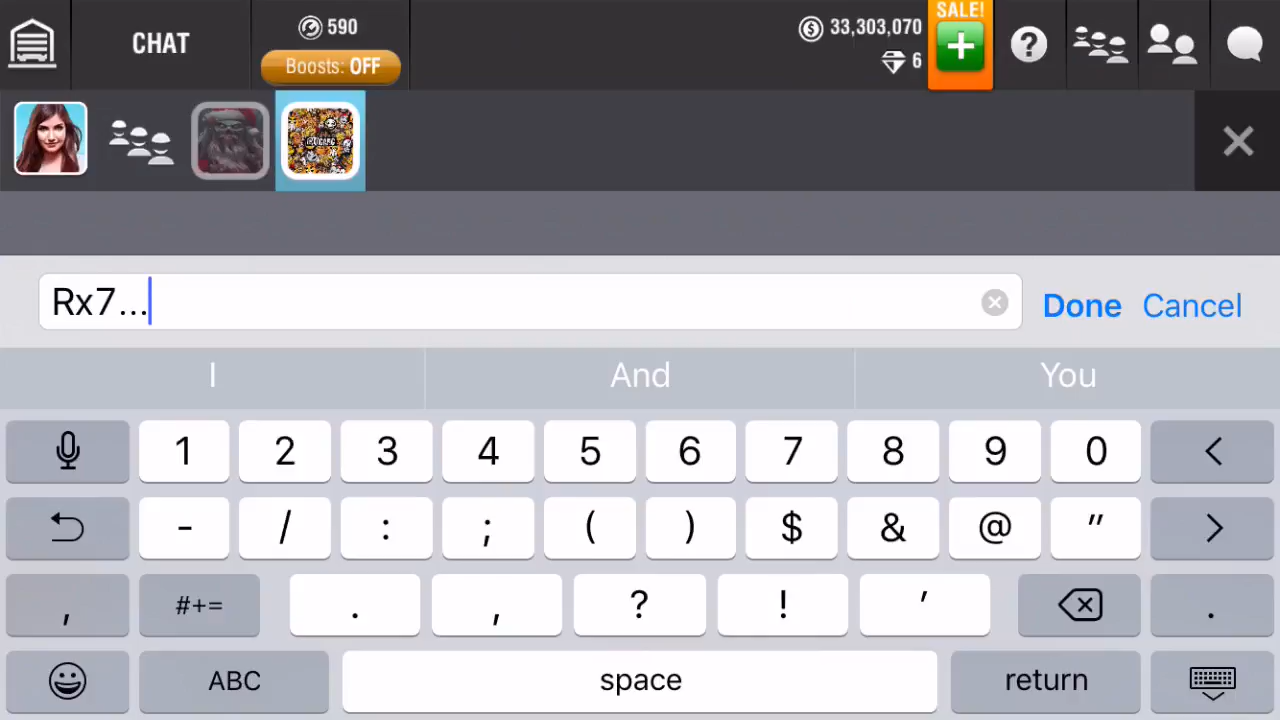 CHAT
590
Boosts: OFF
33,303,070
6
SALE!
?
Rx7...
Done
Cancel
I
And
You
1 2 3 4 5 6 7 8 9 0 <
- / : ; ( ) $ & @ " >
, #+= . , ? ! ' .
ABC space return